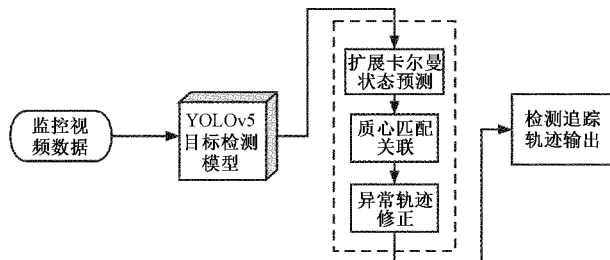 监控视
频数据
YOLOv5
目标检测
模型
扩展卡尔曼
状态预测
质心匹配
关联
异常轨迹
修正
检测追踪
轨迹输出